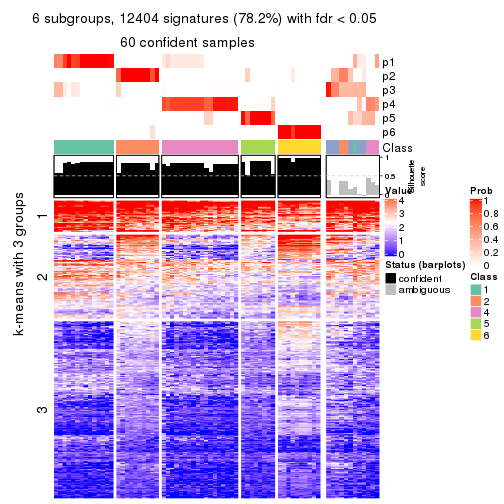 6 subgroups, 12404 signatures (78.2%) with fdr < 0.05
60 confident samples
p1
p2
p3
p4
p5
p6
Class
1
0.5
0
Silhouette
score
k-means with 3 groups
1
2
3
Value
4
3
2
1
0
Status (barplots)
confident
ambiguous
Prob
1
0.8
0.6
0.4
0.2
0
Class
1
2
4
5
6